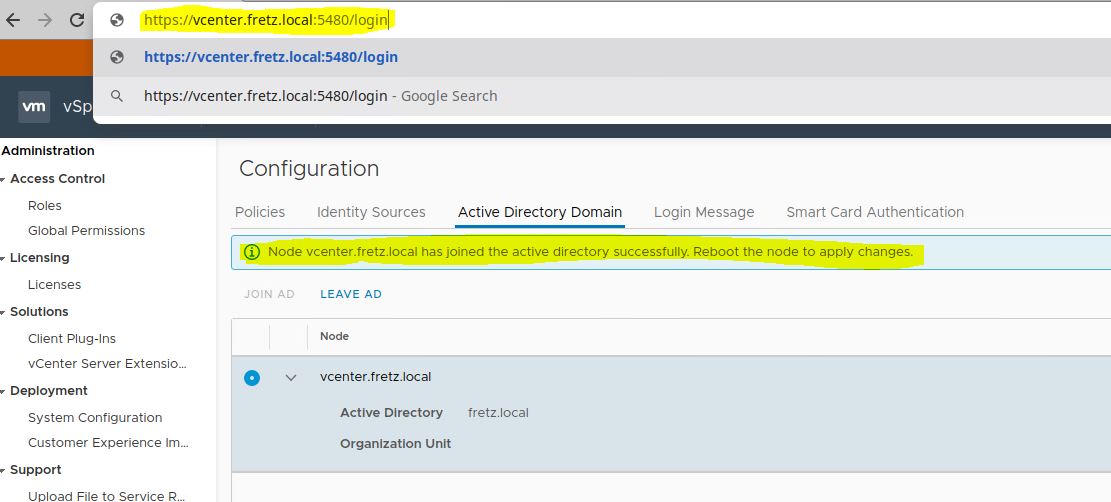 https://vcenter.fretz.local:5480/login
https://vcenter.fretz.local:5480/login
https://vcenter.fretz.local:5480/login - Google Search
vm vSp
Administration
Access Control
Roles
Global Permissions
Licensing
Licenses
Solutions
Client Plug-Ins
vCenter Server Extensio...
Deployment
System Configuration
Customer Experience Im...
Support
Upload File to Service R...
Configuration
Policies Identity Sources Active Directory Domain Login Message Smart Card Authentication
Node vcenter.fretz.local has joined the active directory successfully. Reboot the node to apply changes.
JOIN AD LEAVE AD
Node
vcenter.fretz.local
Active Directory fretz.local
Organization Unit